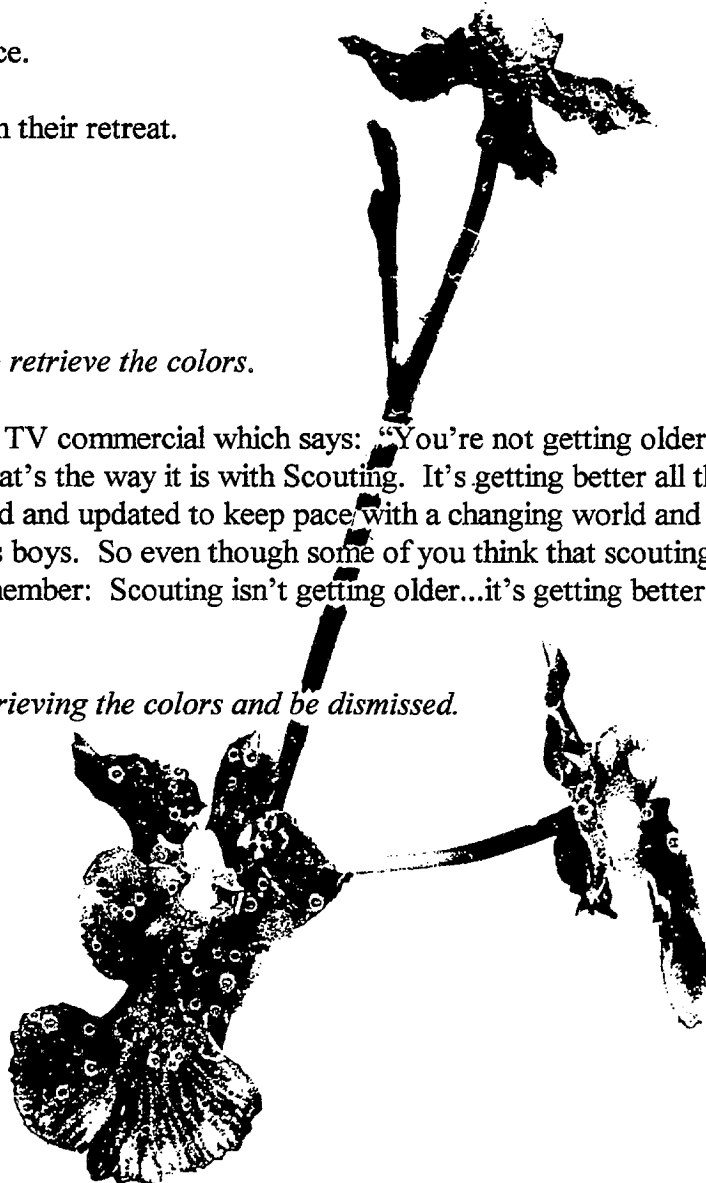 ce.
their retreat.
retrieve the colors.
TV commercial which says: “You're not getting older
at's the way it is with Scouting. It's getting better all th
d and updated to keep pace with a changing world and
s boys. So even though some of you think that scouting
member: Scouting isn't getting older...it's getting better
rieving the colors and be dismissed.